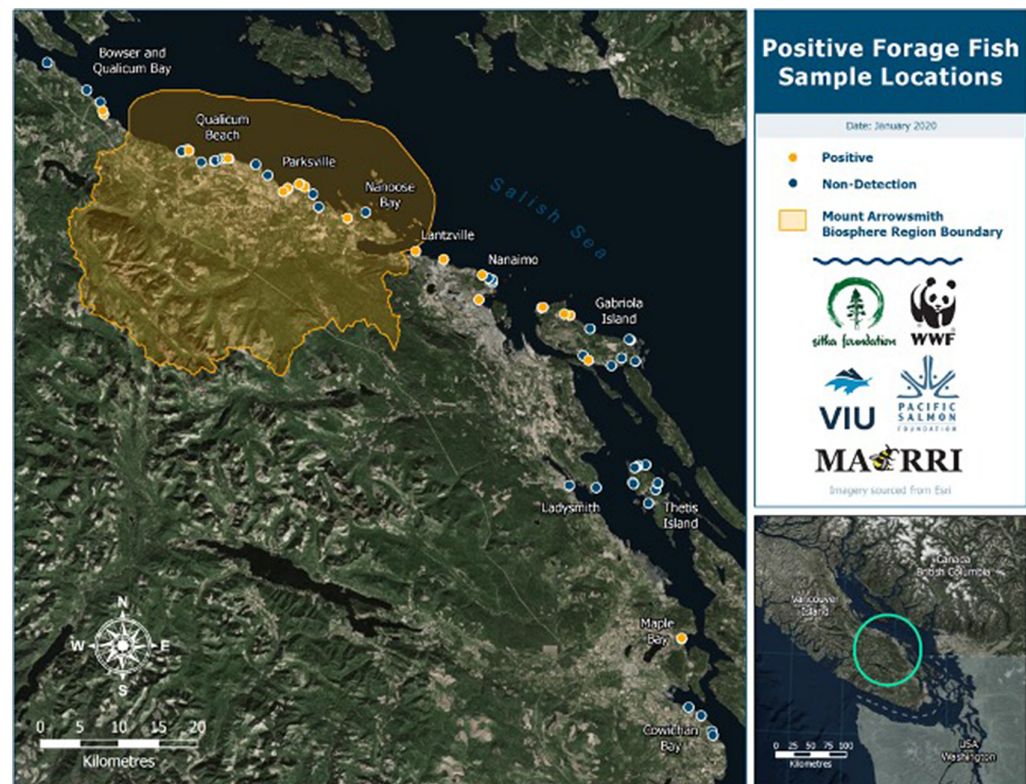 Bowser and
Qualicum Bay
Qualicum
Beach
Parksville
Nanoose
Bay
Lantzville
Nanaimo
Salish Sea
Gabriola
Island
Ladysmith
Thetis
Island
Maple
Bay
Cowichan
Bay
N
W E
S
0 5 10 15 20
Kilometres
Positive Forage Fish
Sample Locations
Date: January 2020
Positive
Non-Detection
Mount Arrowsmith
Biosphere Region Boundary
sitka foundation
WWF
VIU
PACIFIC
SALMON
FOUNDATION
MABRRI
Imagery sourced from Esri
Canada
British Columbia
Vancouver
Island
0 25 50 75 100
Kilometres
USA
Washington